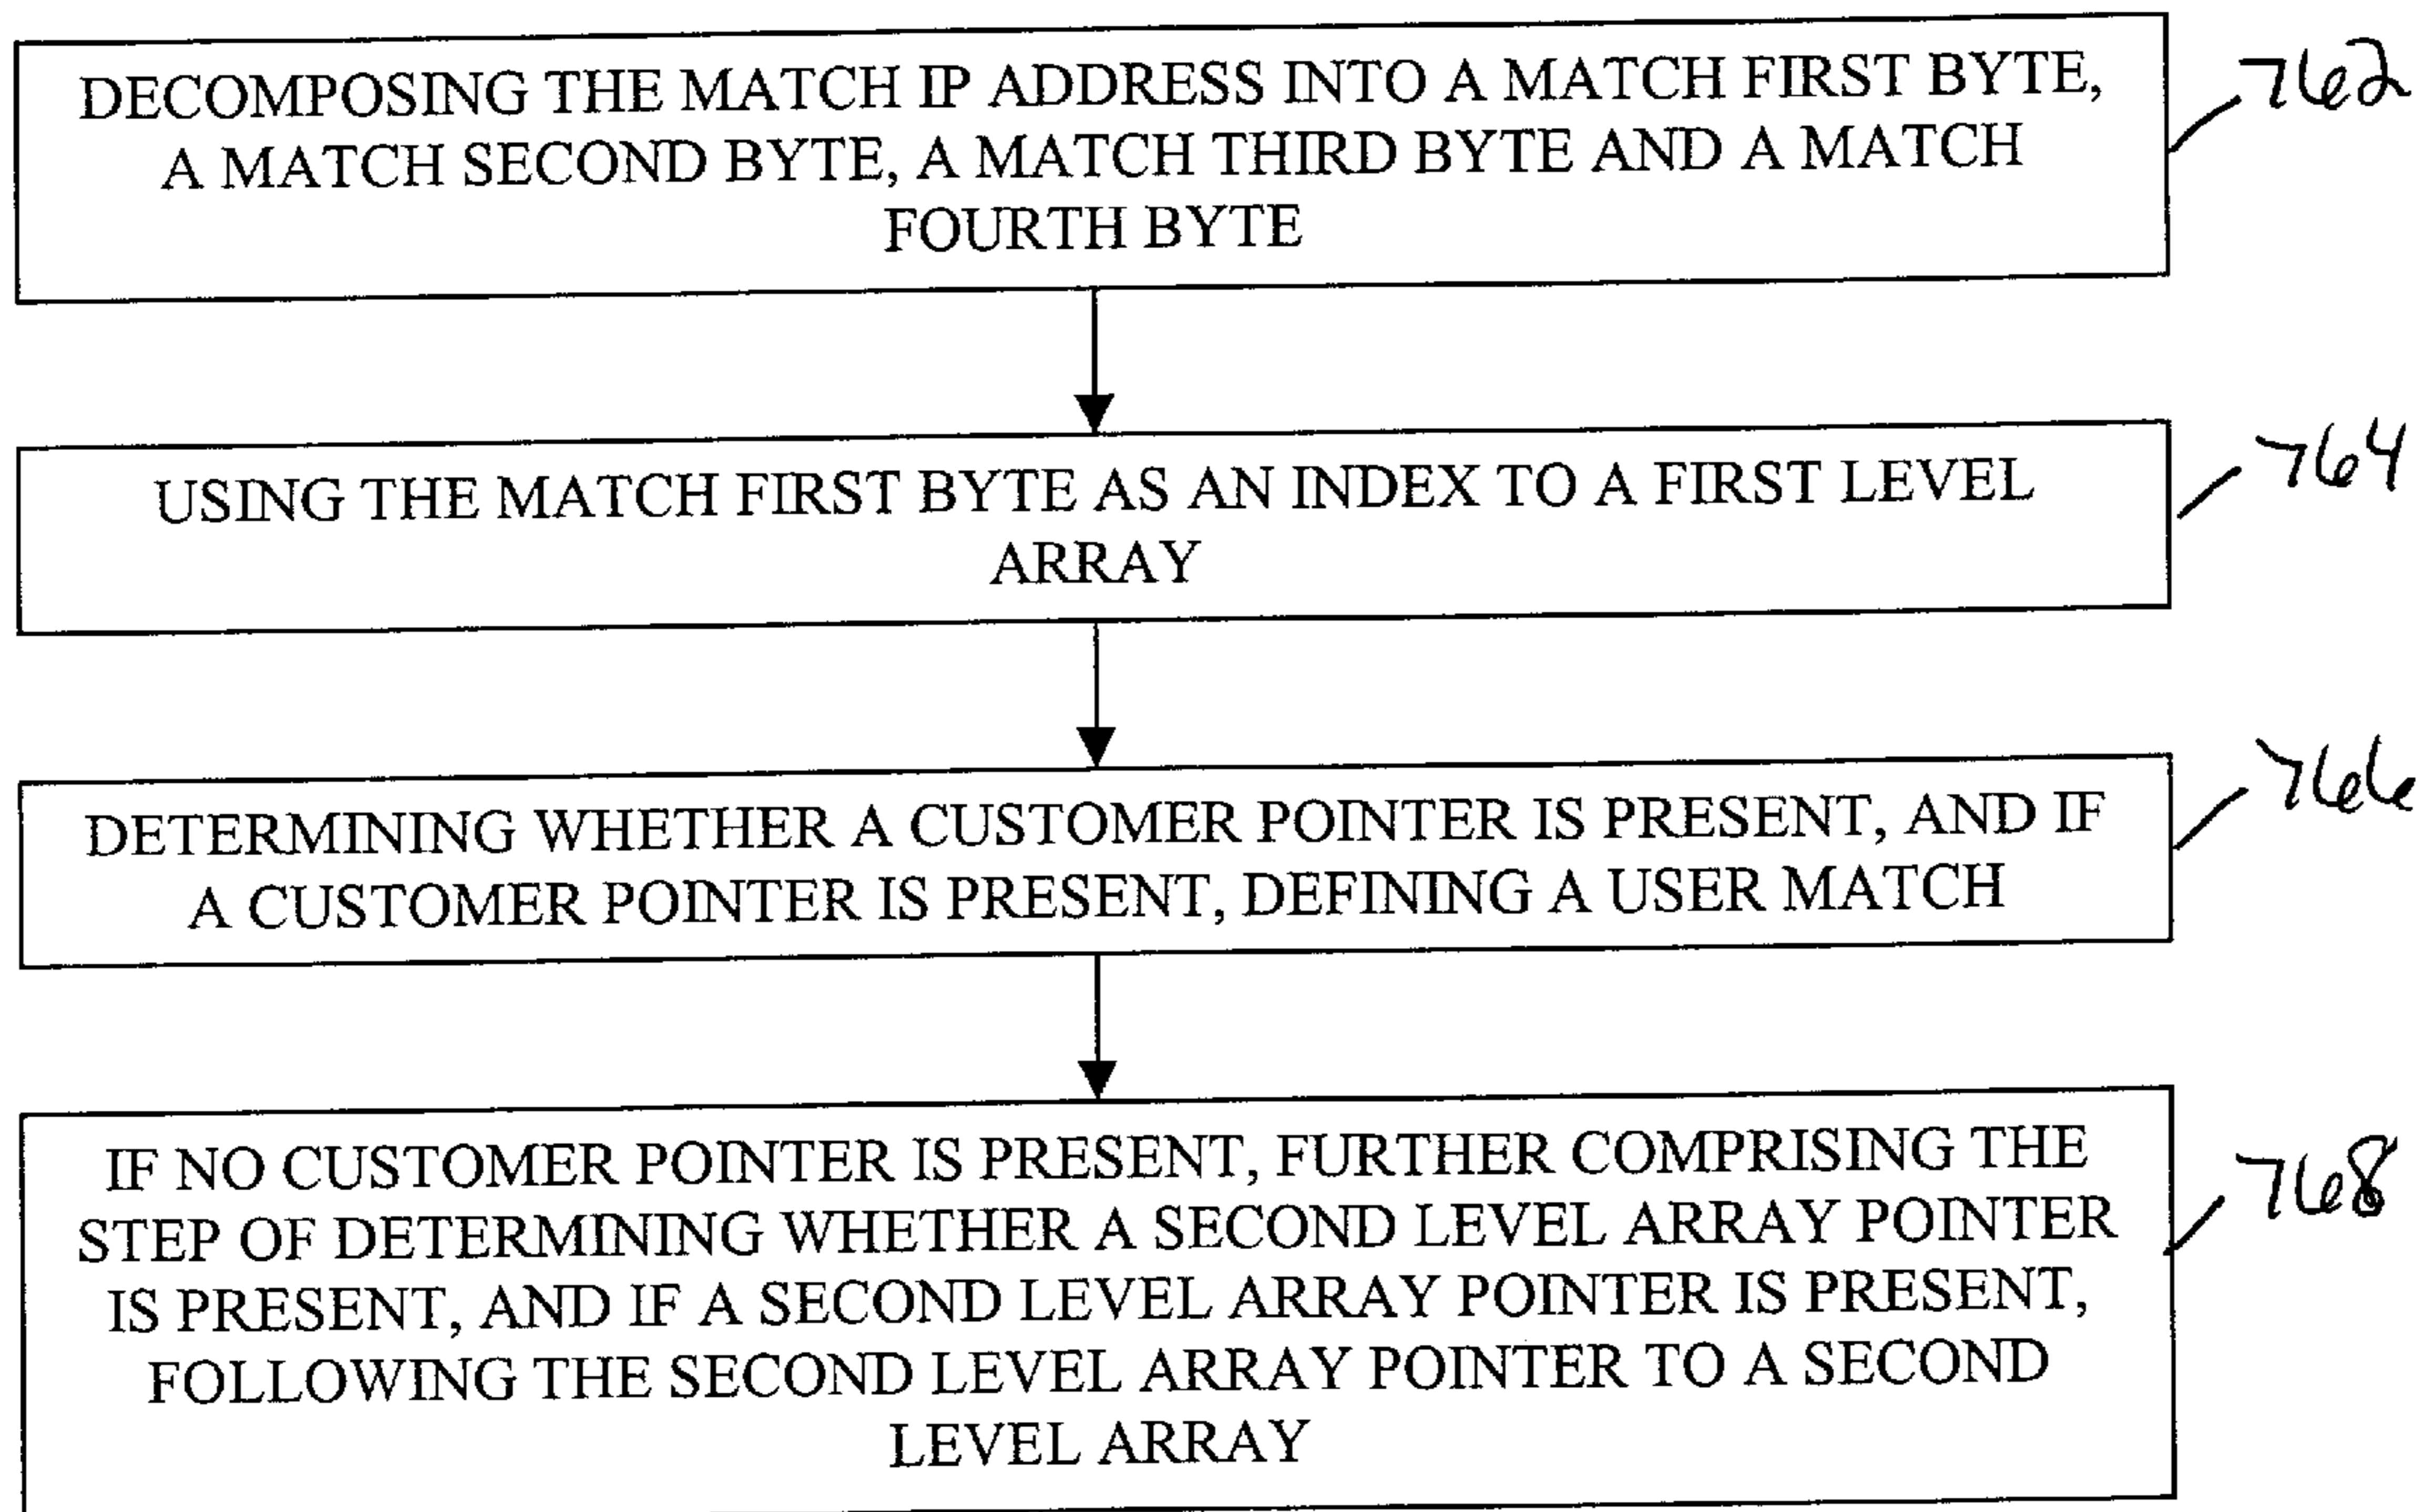 DECOMPOSING THE MATCH IP ADDRESS INTO A MATCH FIRST BYTE,
A MATCH SECOND BYTE, A MATCH THIRD BYTE AND A MATCH
FOURTH BYTE
762
USING THE MATCH FIRST BYTE AS AN INDEX TO A FIRST LEVEL
ARRAY
764
DETERMINING WHETHER A CUSTOMER POINTER IS PRESENT, AND IF
A CUSTOMER POINTER IS PRESENT, DEFINING A USER MATCH
766
IF NO CUSTOMER POINTER IS PRESENT, FURTHER COMPRISING THE
STEP OF DETERMINING WHETHER A SECOND LEVEL ARRAY POINTER
IS PRESENT, AND IF A SECOND LEVEL ARRAY POINTER IS PRESENT,
FOLLOWING THE SECOND LEVEL ARRAY POINTER TO A SECOND
LEVEL ARRAY
768